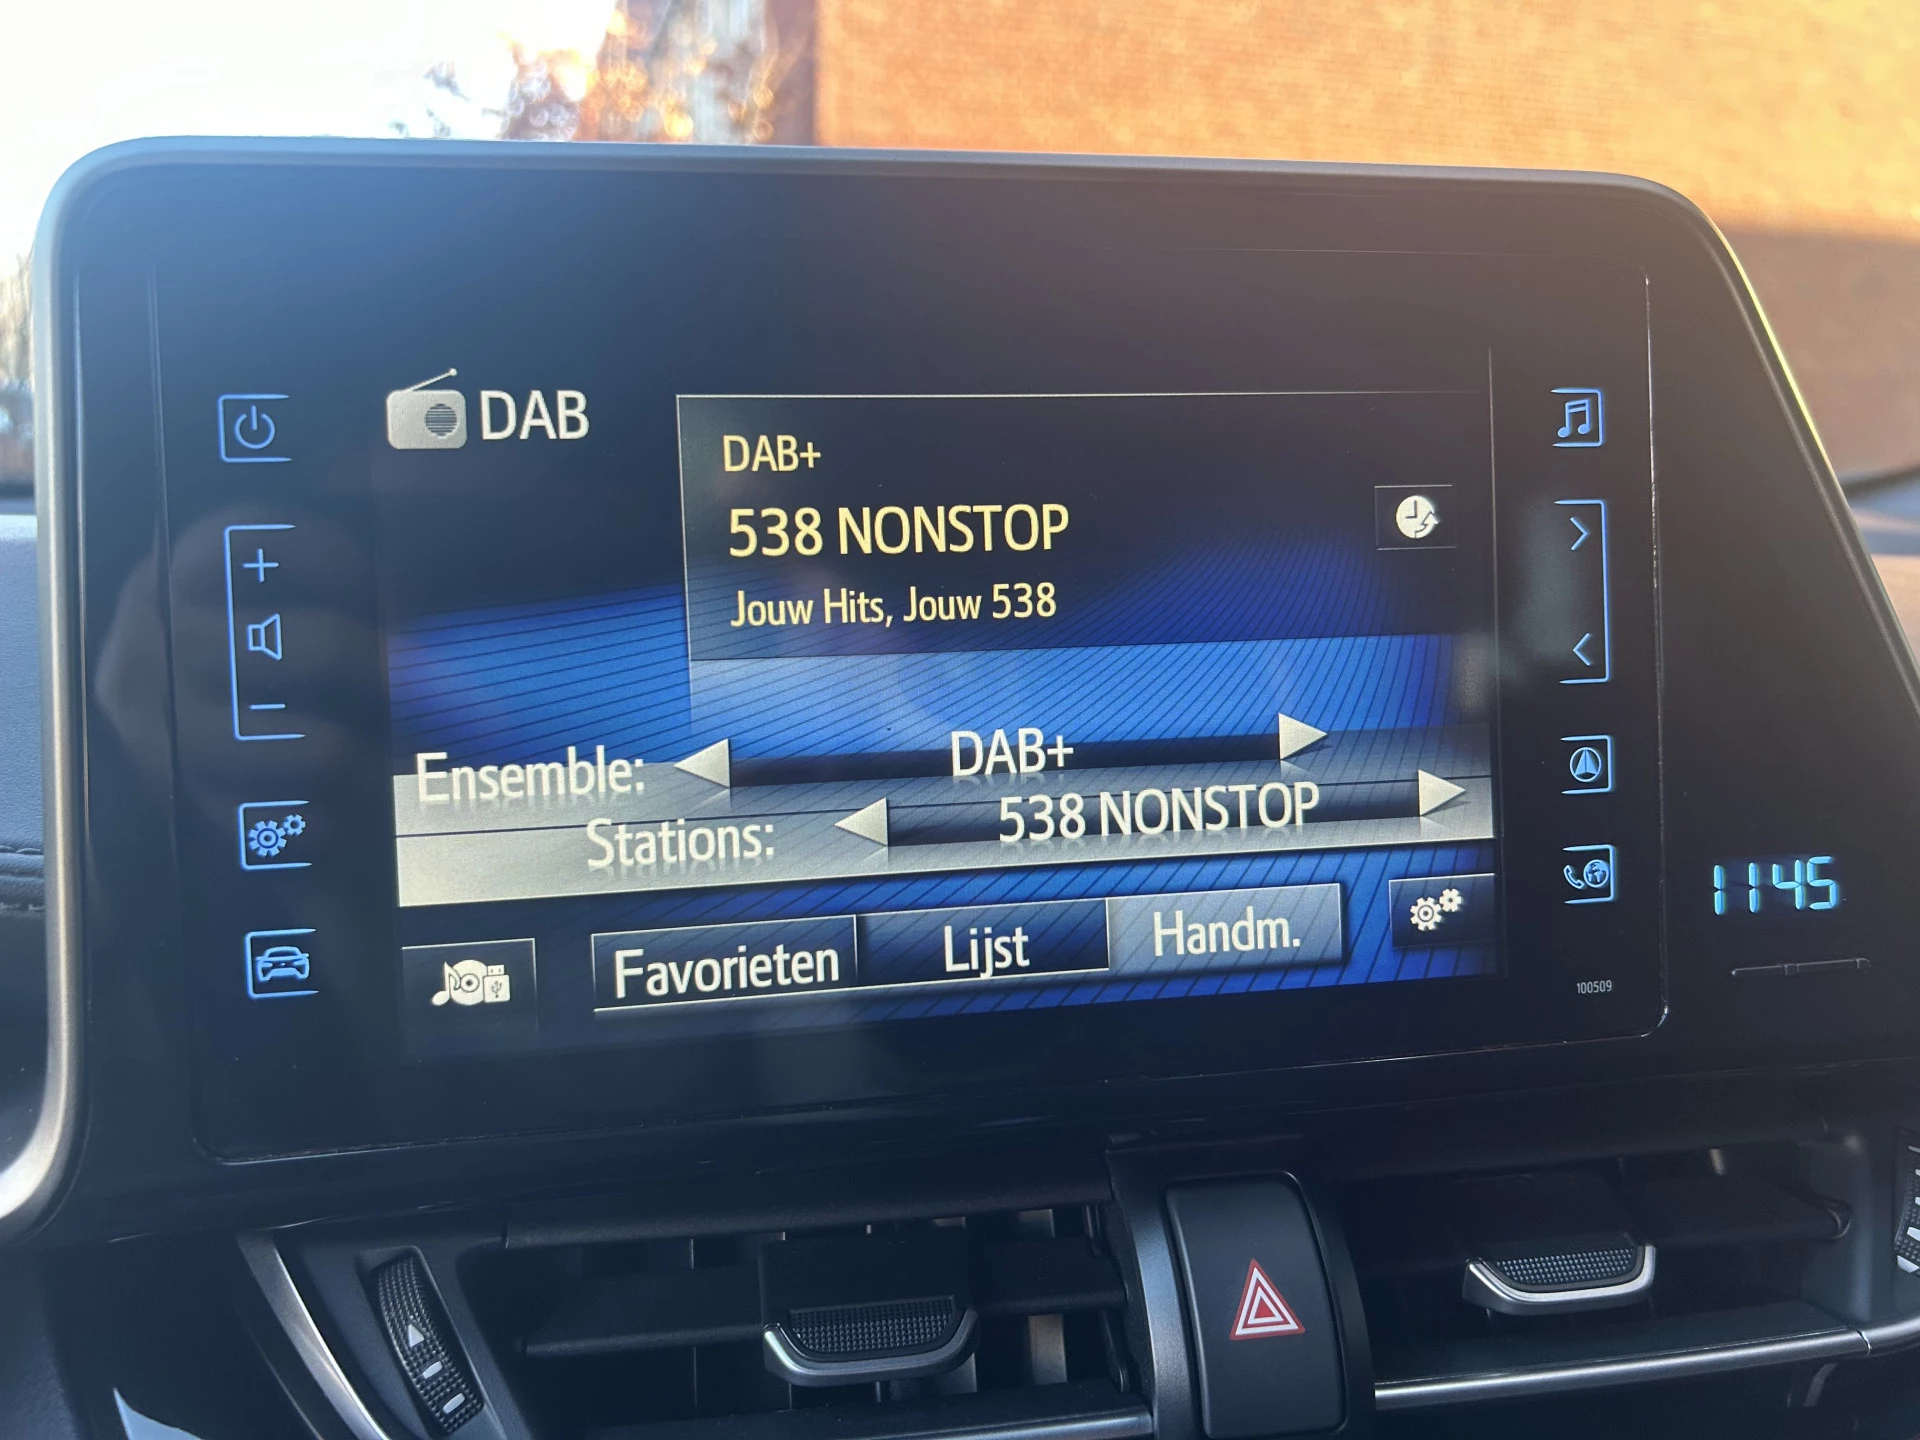 DAB
DAB+
538 NONSTOP
Jouw Hits, Jouw 538
Ensemble: DAB+
Stations: 538 NONSTOP
Favorieten Lijst Handm.
100509
1145